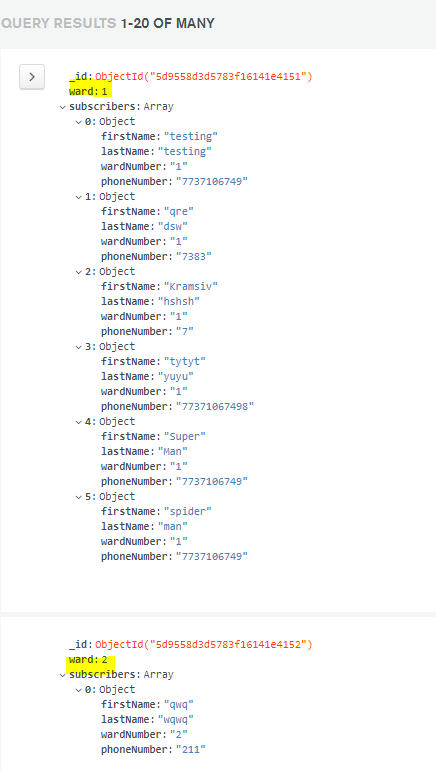 QUERY RESULTS 1-20 OF MANY
_id: ObjectId("5d9558d3d5783f16141e4151")
ward: 1
subscribers: Array
0: Object
firstName: "testing"
lastName: "testing"
wardNumber: "1"
phoneNumber: "7737106749"
1: Object
firstName: "qre"
lastName: "dsw"
wardNumber: "1"
phoneNumber: "7383"
2: Object
firstName: "Kramsiv"
lastName: "hshsh"
wardNumber: "1"
phoneNumber: "7"
3: Object
firstName: "tytyt"
lastName: "yuyu"
wardNumber: "1"
phoneNumber: "77371067498"
4: Object
firstName: "Super"
lastName: "Man"
wardNumber: "1"
phoneNumber: "7737106749"
5: Object
firstName: "spider"
lastName: "man"
wardNumber: "1"
phoneNumber: "7737106749"
_id: ObjectId("5d9558d3d5783f16141e4152")
ward: 2
subscribers: Array
0: Object
firstName: "qwq"
lastName: "wqwq"
wardNumber: "2"
phoneNumber: "211"